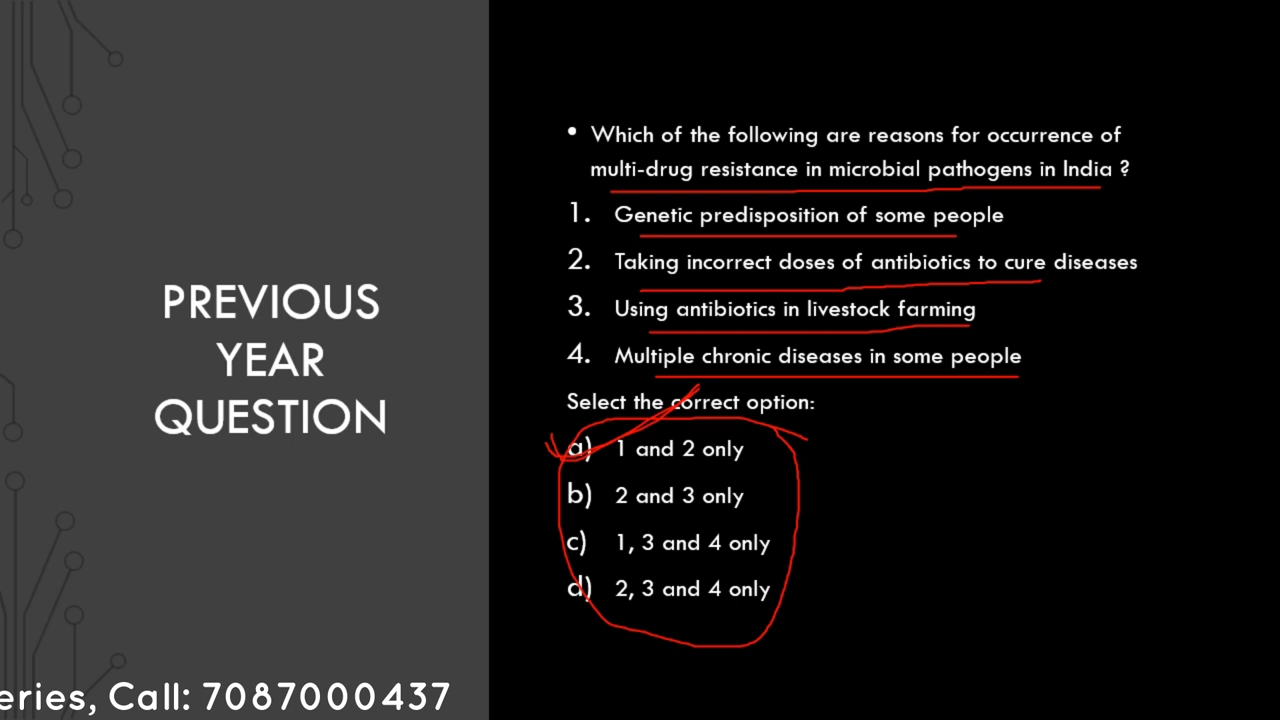 PREVIOUS
YEAR
QUESTION
• Which of the following are reasons for occurrence of
multi-drug resistance in microbial pathogens in India ?
1. Genetic predisposition of some people
2. Taking incorrect doses of antibiotics to cure diseases
3. Using antibiotics in livestock farming
4. Multiple chronic diseases in some people
Select the correct option:
a) 1 and 2 only
b) 2 and 3 only
c) 1, 3 and 4 only
d) 2, 3 and 4 only
eries, Call: 7087000437